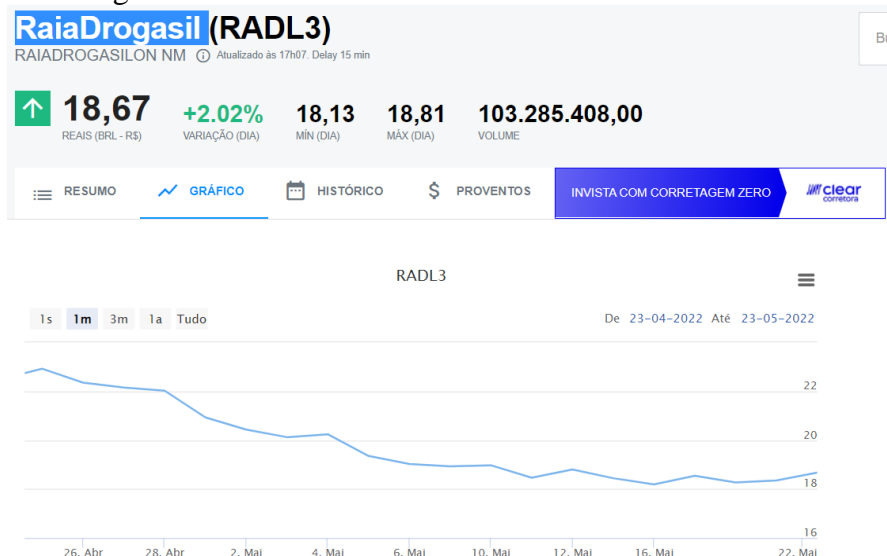 RaiaDrogasil (RADL3)
RAIADROGASILON NM Atualizado às 17h07. Delay 15 min
18,67 +2.02% 18,13 18,81 103.285.408,00
REAIS (BRL - R$) VARIAÇÃO (DIA) MÍN (DIA) MÁX (DIA) VOLUME
RESUMO GRÁFICO HISTÓRICO $ PROVENTOS INVISTA COM CORRETAGEM ZERO clear
corretora
RADL3
1s 1m 3m 1a Tudo De 23-04-2022 Até 23-05-2022
22
20
18
16
26. Abr 28. Abr 2. Mai 4. Mai 6. Mai 10. Mai 12. Mai 16. Mai 22. Mai